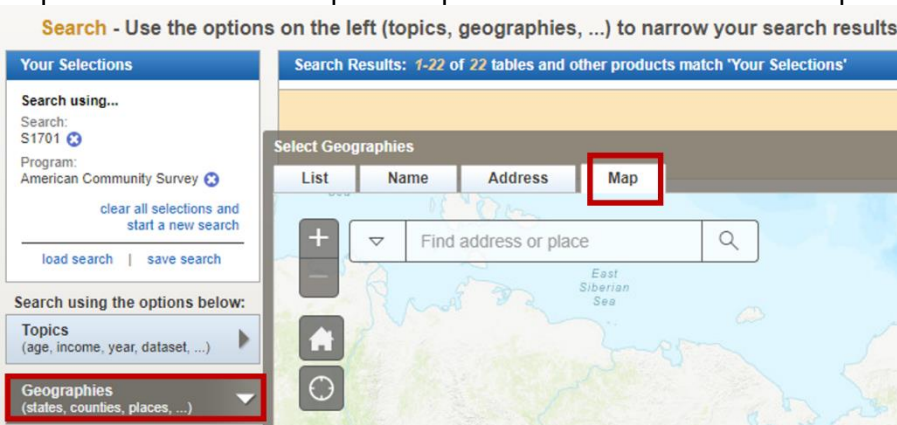 Search - Use the options on the left (topics, geographies, ...) to narrow your search results
Your Selections
Search using...
Search:
S1701
Program:
American Community Survey
clear all selections and
start a new search
load search | save search
Search using the options below:
Topics
(age, income, year, dataset, ...)
Geographies
(states, counties, places, ...)
Search Results: 1-22 of 22 tables and other products match 'Your Selections'
Select Geographies
List Name Address Map
+
Find address or place
−
East
Siberian
Sea